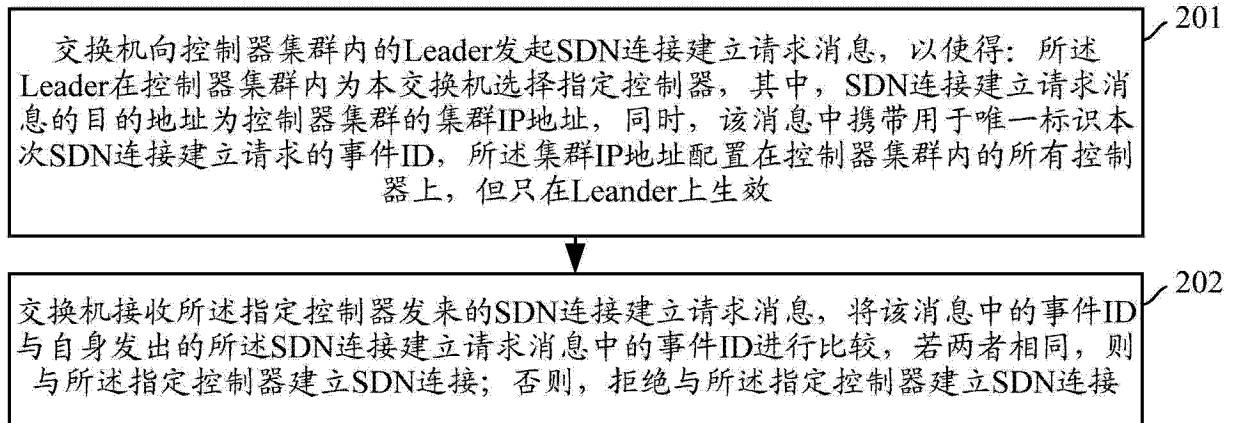 201
交换机向控制器集群内的Leader发起SDN连接建立请求消息，以使得：所述
Leader在控制器集群内为本交换机选择指定控制器，其中，SDN连接建立请求消
息的目的地址为控制器集群的集群IP地址，同时，该消息中携带用于唯一标识本
次SDN连接建立请求的事件ID，所述集群IP地址配置在控制器集群内的所有控制
器上，但只在Leander上生效
202
交换机接收所述指定控制器发来的SDN连接建立请求消息，将该消息中的事件ID
与自身发出的所述SDN连接建立请求消息中的事件ID进行比较，若两者相同，则
与所述指定控制器建立SDN连接；否则，拒绝与所述指定控制器建立SDN连接